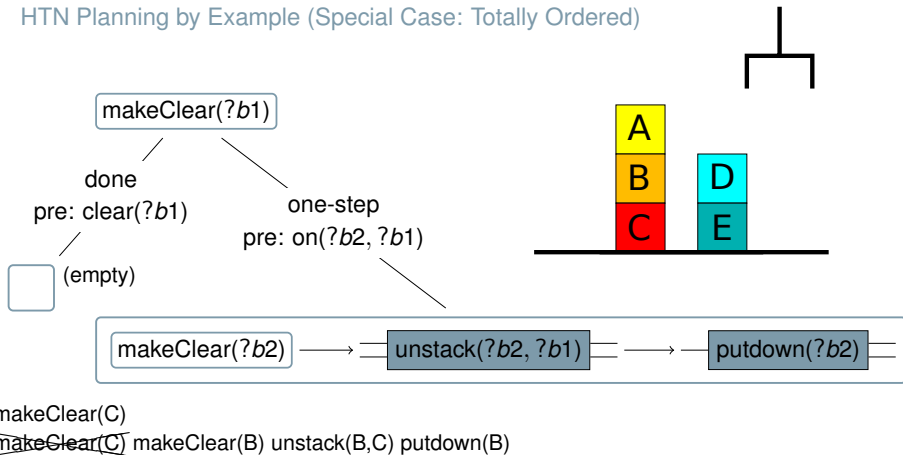 HTN Planning by Example (Special Case: Totally Ordered)
makeClear(?b1)
done
pre: clear(?b1)
one-step
pre: on(?b2, ?b1)
(empty)
A
B
C
D
E
makeClear(?b2) unstack(?b2, ?b1) putdown(?b2)
makeClear(C)
makeClear(C) makeClear(B) unstack(B,C) putdown(B)